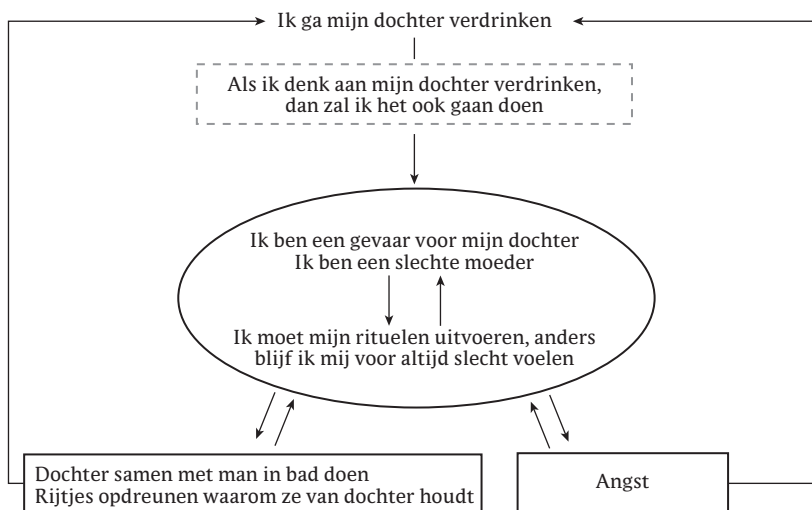 Ik ga mijn dochter verdrinken
Als ik denk aan mijn dochter verdrinken,
dan zal ik het ook gaan doen
Ik ben een gevaar voor mijn dochter
Ik ben een slechte moeder
Ik moet mijn rituelen uitvoeren, anders
blijf ik mij voor altijd slecht voelen
Dochter samen met man in bad doen
Rijtjes opdreunen waarom ze van dochter houdt
Angst